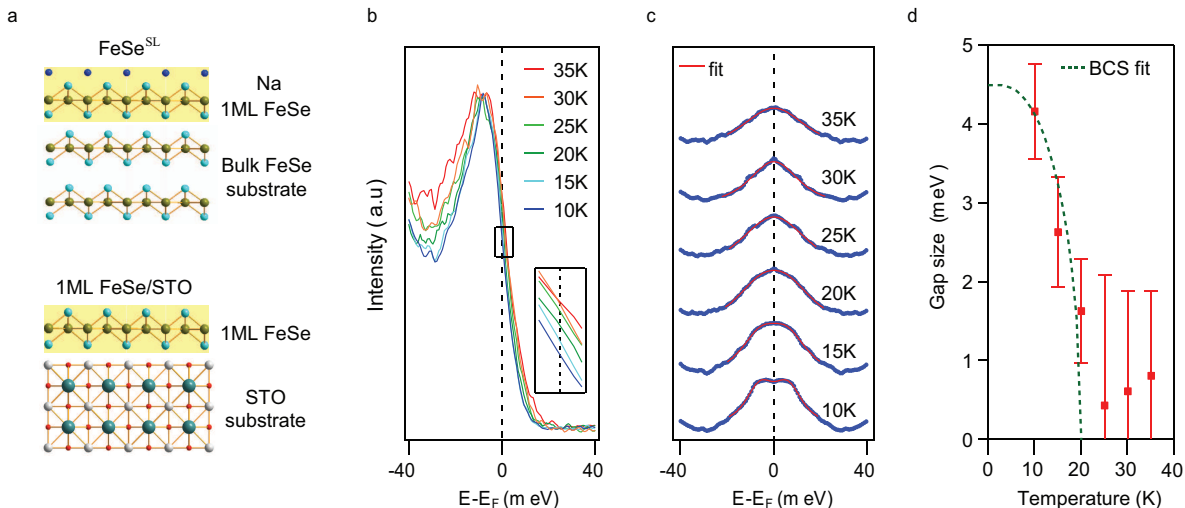 a
FeSe^SL
Na
1ML FeSe
Bulk FeSe
substrate
1ML FeSe/STO
1ML FeSe
STO
substrate
b
Intensity ( a.u )
35K
30K
25K
20K
15K
10K
-40
0
40
E-E_F (m eV)
c
fit
35K
30K
25K
20K
15K
10K
-40
0
40
E-E_F (m eV)
d
Gap size (m eV)
5
4
3
2
1
0
BCS fit
0
10
20
30
40
Temperature (K)